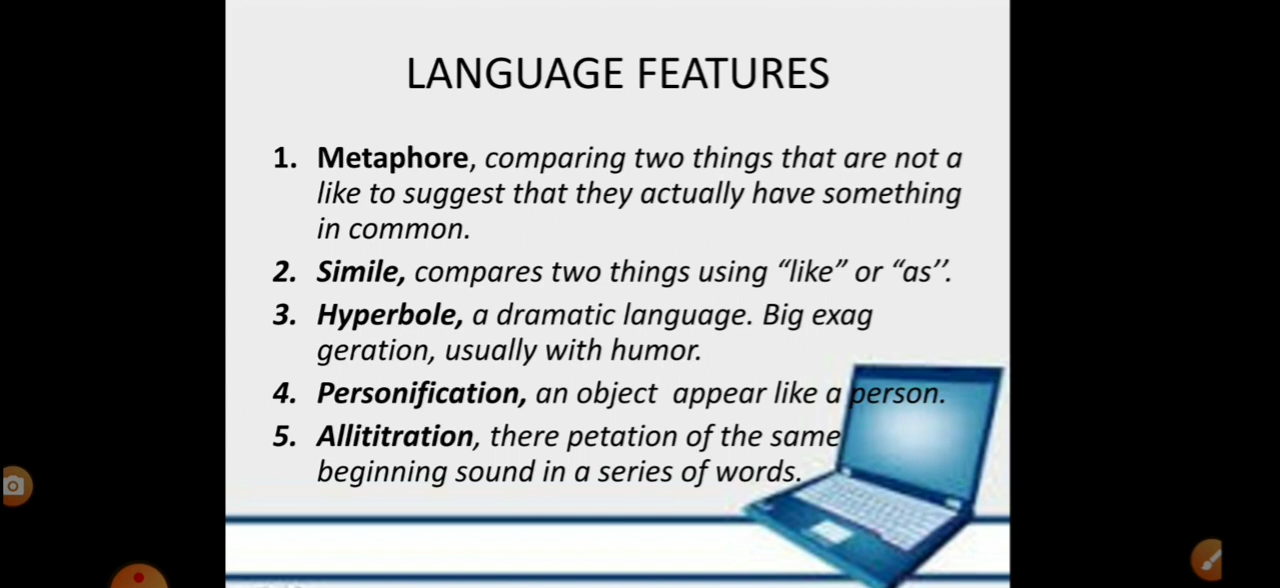 LANGUAGE FEATURES
1. Metaphore, comparing two things that are not a
like to suggest that they actually have something
in common.
2. Simile, compares two things using “like” or “as’’.
3. Hyperbole, a dramatic language. Big exag
geration, usually with humor.
4. Personification, an object  appear like a person.
5. Allititration, there petation of the same
beginning sound in a series of words.